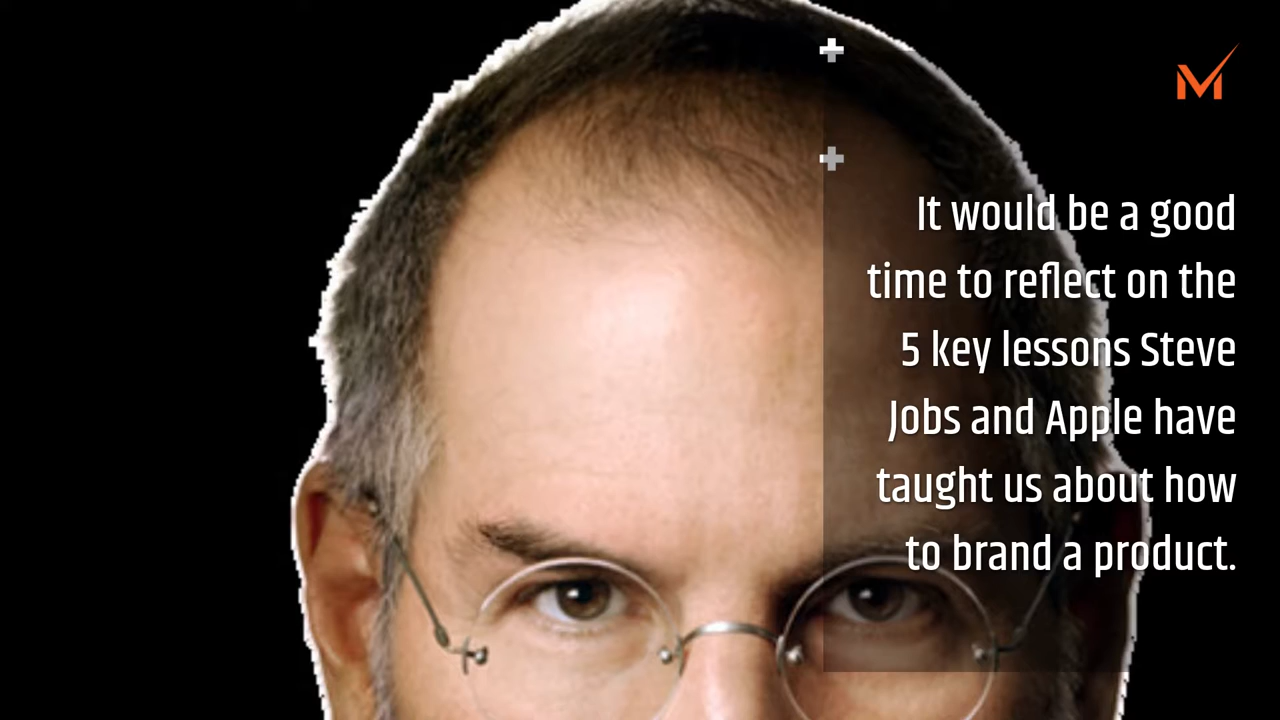 It would be a good
time to reflect on the
5 key lessons Steve
Jobs and Apple have
taught us about how
to brand a product.